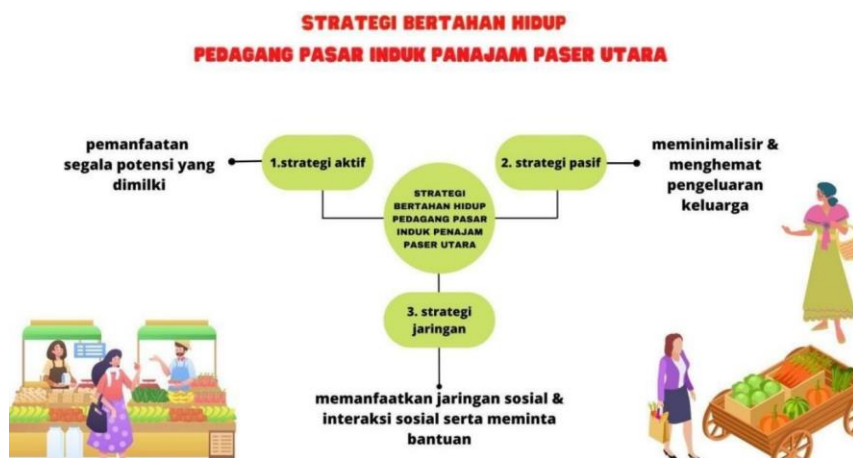 STRATEGI BERTAHAN HIDUP
PEDAGANG PASAR INDUK PANAJAM PASER UTARA
pemanfaatan
segala potensi yang
dimilki
1.strategi aktif
2. strategi pasif
meminimalisir &
menghemat
pengeluaran
keluarga
STRATEGI
BERTAHAN HIDUP
PEDAGANG PASAR
INDUK PENAJAM
PASER UTARA
3. strategi
jaringan
memanfaatkan jaringan sosial &
interaksi sosial serta meminta
bantuan